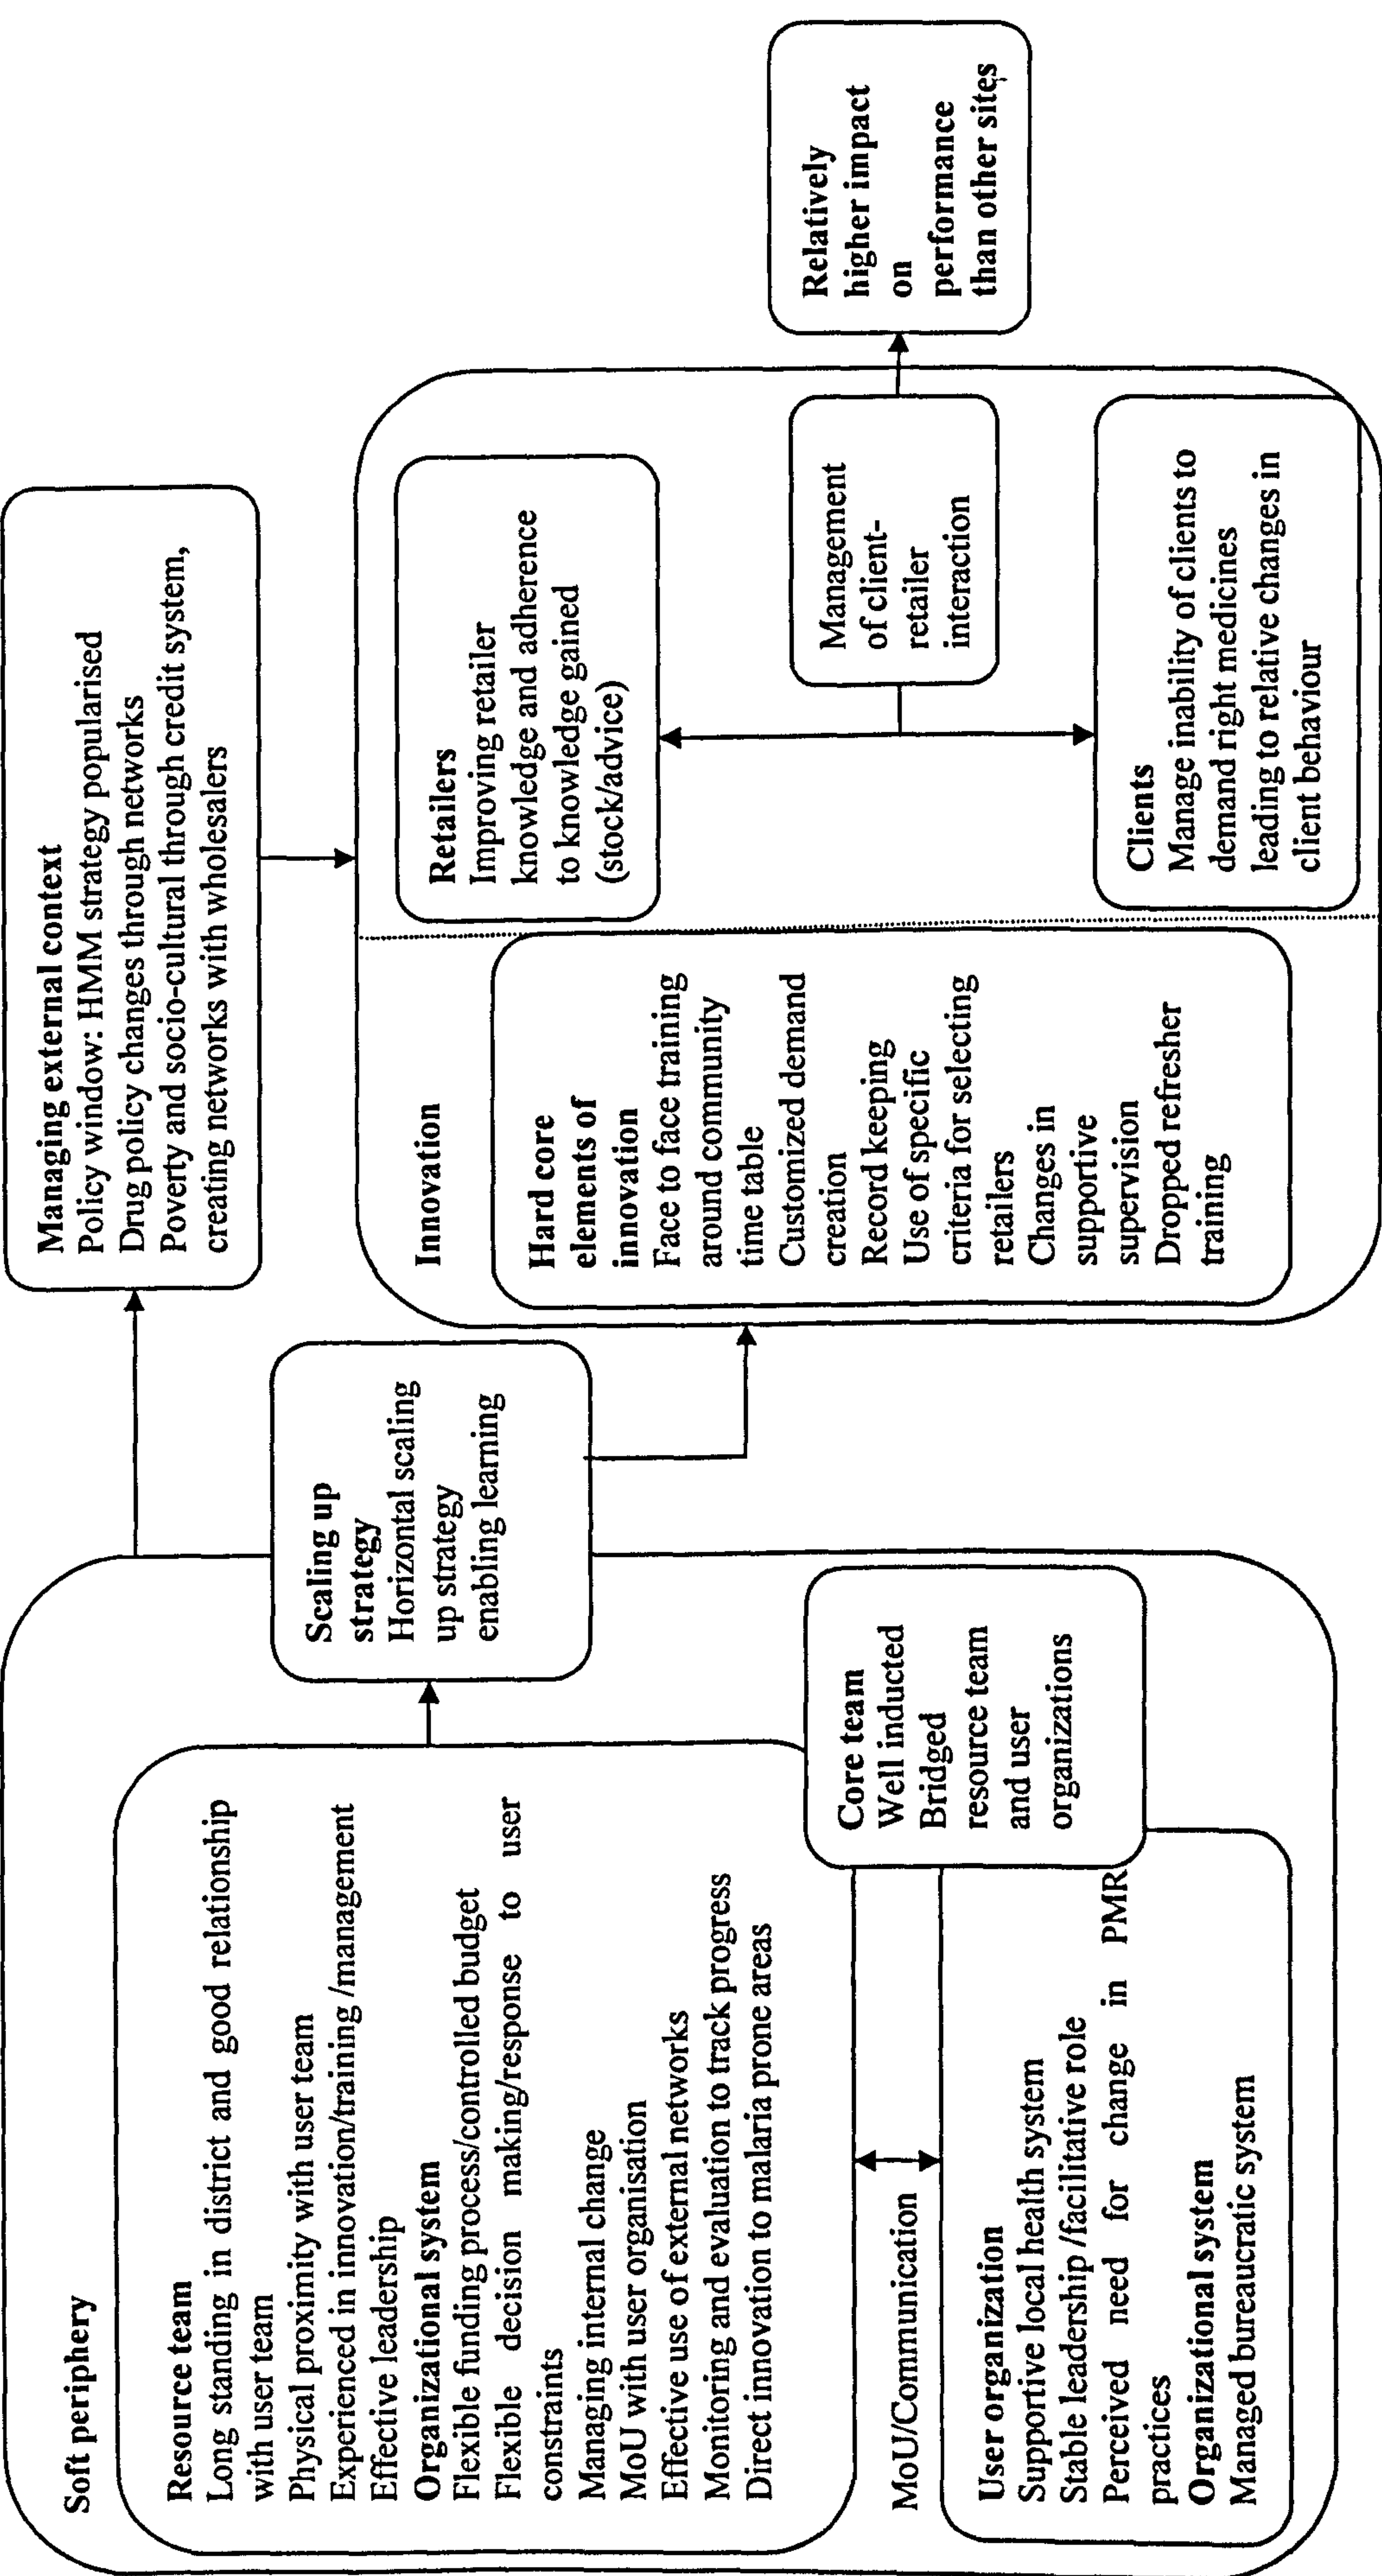 Soft periphery
Resource team
Long standing in district and good relationship
with user team
Physical proximity with user team
Experienced in innovation/training /management
Effective leadership
Organizational system
Flexible funding process/controlled budget
Flexible decision making/response to user
constraints
Managing internal change
MoU with user organisation
Effective use of external networks
Monitoring and evaluation to track progress
Direct innovation to malaria prone areas
MoU/Communication
User organization
Supportive local health system
Stable leadership /facilitative role
Perceived need for change in PMR
practices
Organizational system
Managed bureaucratic system
Core team
Well inducted
Bridged
resource team
and user
organizations
Scaling up
strategy
Horizontal scaling
up strategy
enabling learning
Managing external context
Policy window: HMM strategy popularised
Drug policy changes through networks
Poverty and socio-cultural through credit system,
creating networks with wholesalers
Innovation
Hard core
elements of
innovation
Face to face training
around community
time table
Customized demand
creation
Record keeping
Use of specific
criteria for selecting
retailers
Changes in
supportive
supervision
Dropped refresher
training
Retailers
Improving retailer
knowledge and adherence
to knowledge gained
(stock/advice)
Management
of client-
retailer
interaction
Clients
Manage inability of clients to
demand right medicines
leading to relative changes in
client behaviour
Relatively
higher impact
on
performance
than other sites